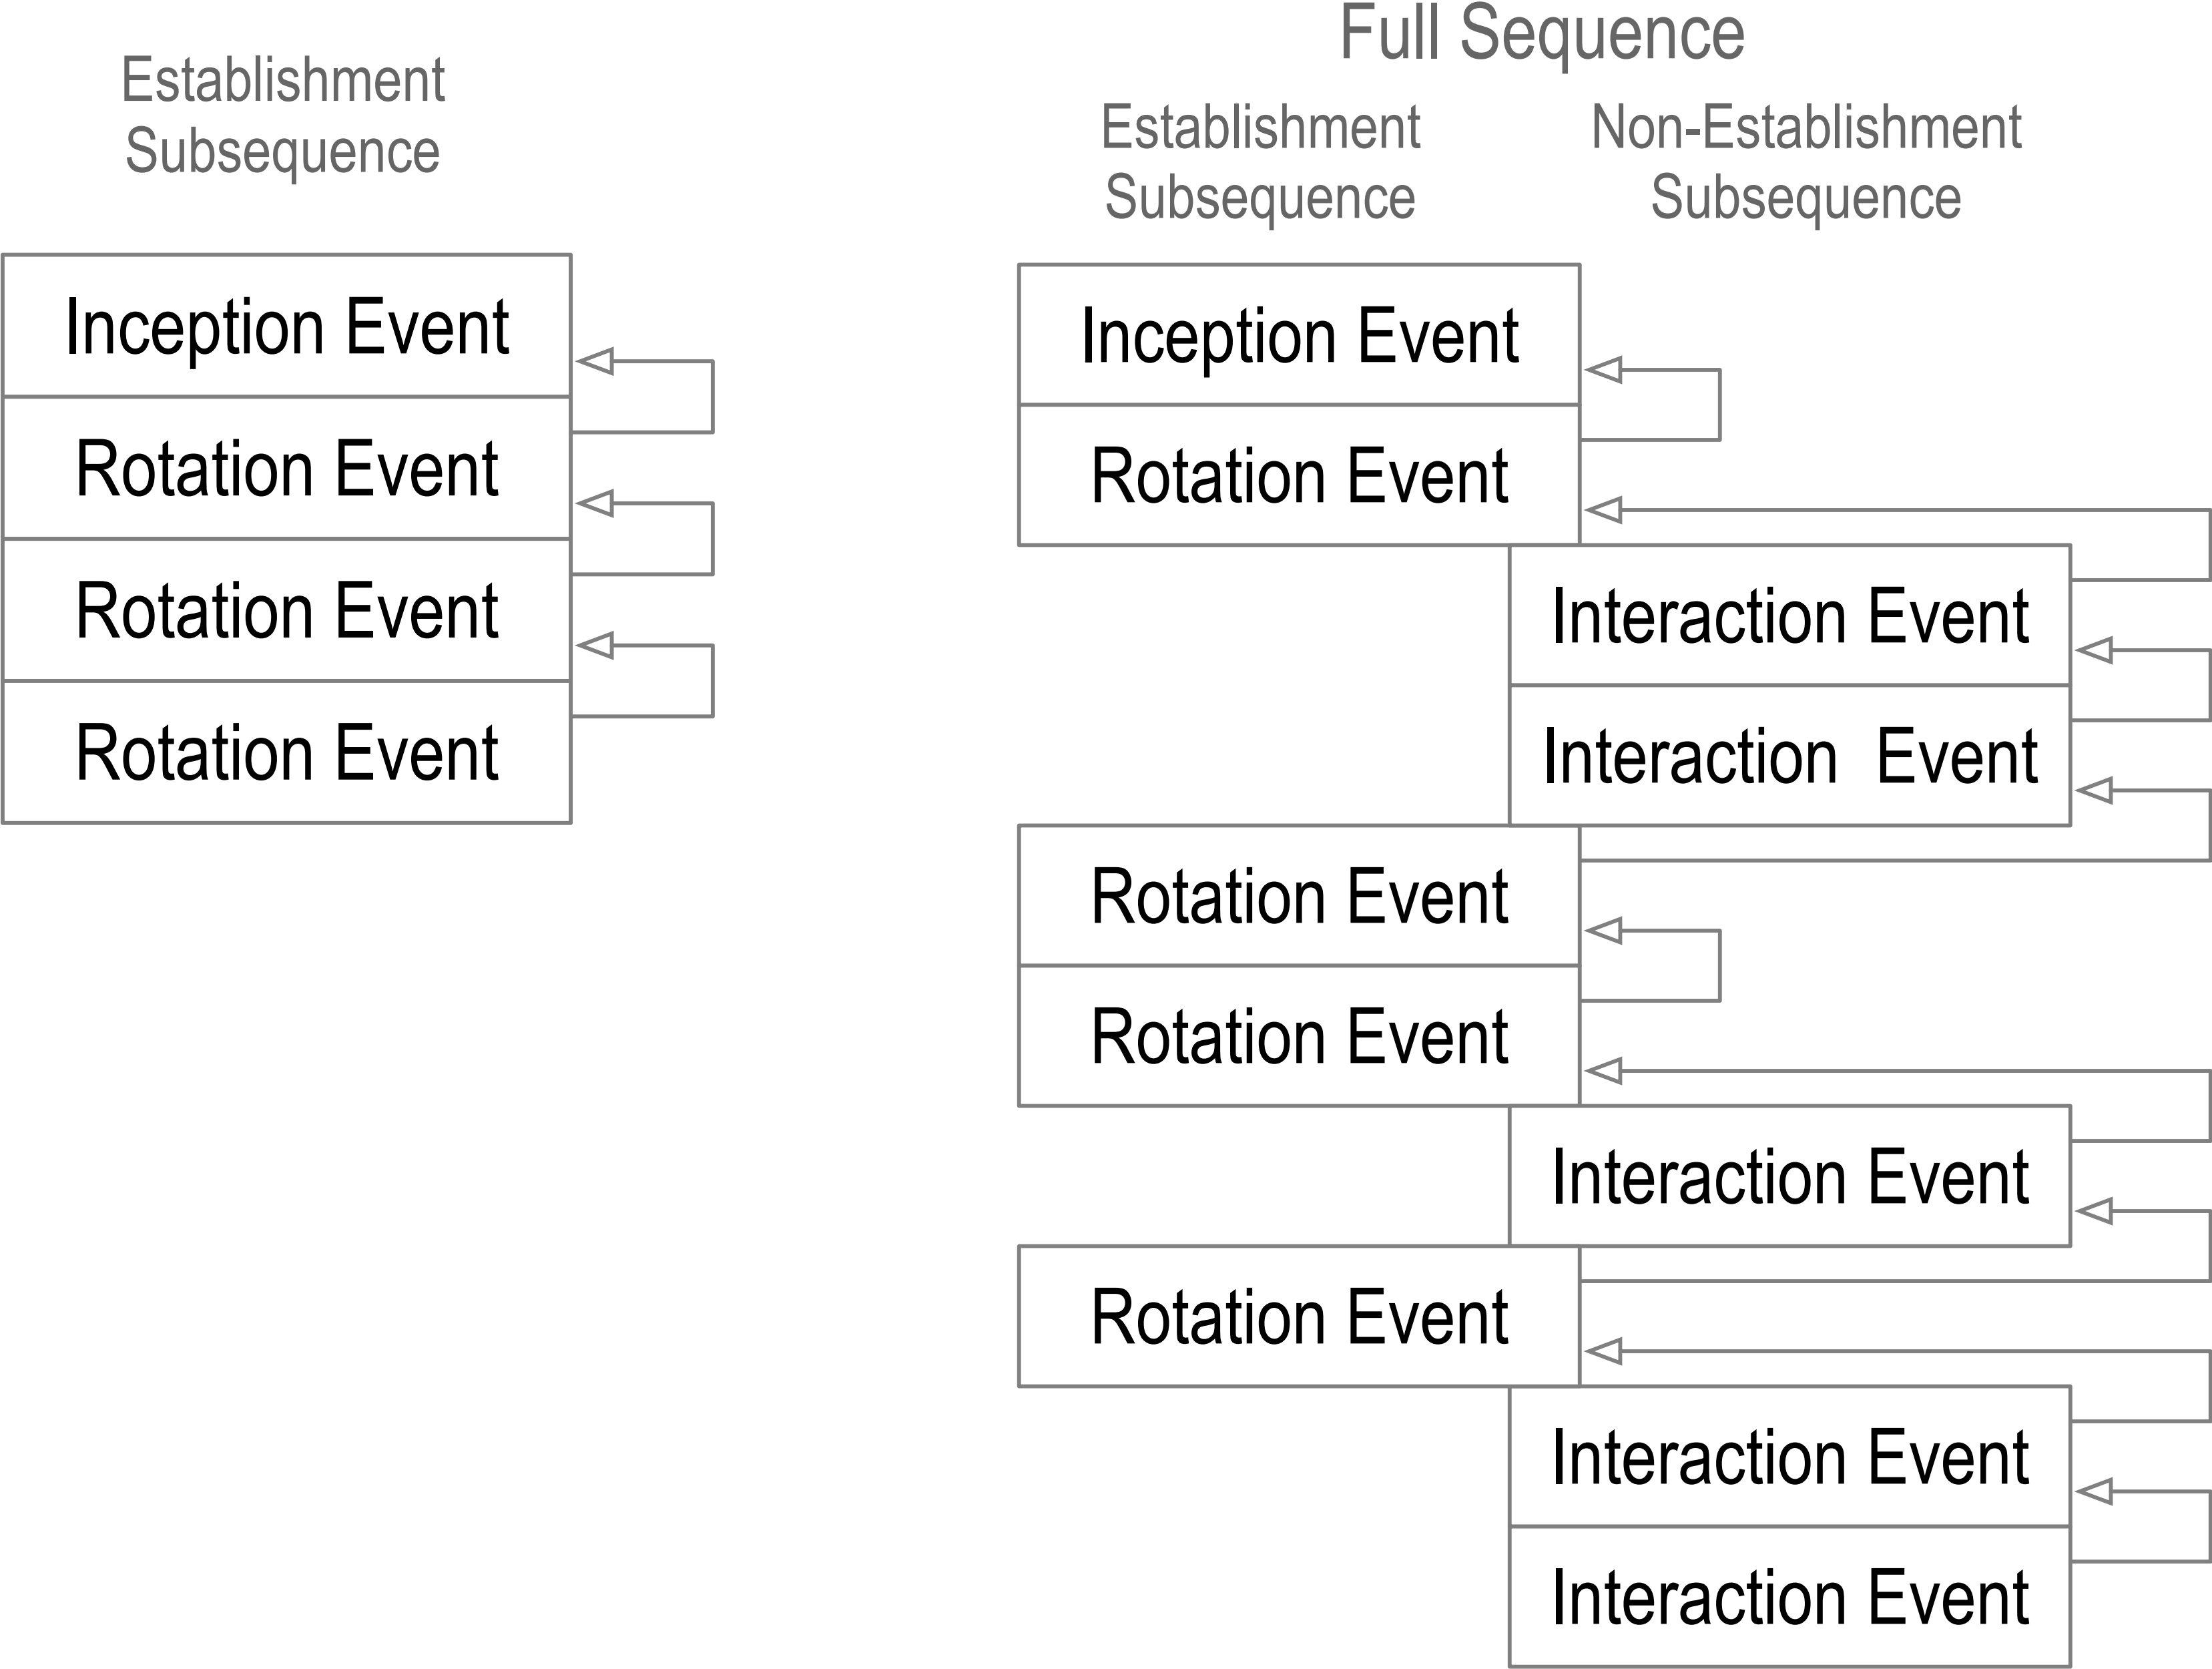 Establishment
Subsequence
Inception Event
Rotation Event
Rotation Event
Rotation Event
Full Sequence
Establishment
Subsequence
Non-Establishment
Subsequence
Inception Event
Rotation Event
Interaction Event
Interaction  Event
Rotation Event
Rotation Event
Interaction Event
Rotation Event
Interaction Event
Interaction Event